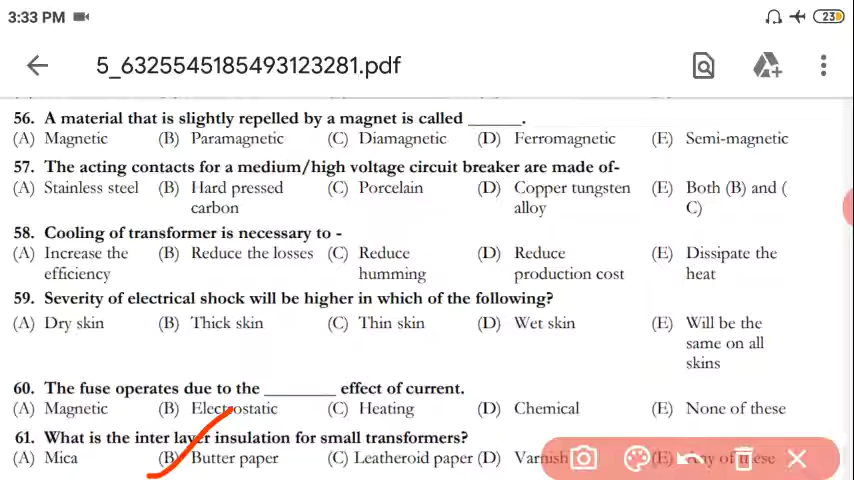 3:33 PM 23
5_6325545185493123281.pdf
56. A material that is slightly repelled by a magnet is called ______.
(A) Magnetic (B) Paramagnetic (C) Diamagnetic (D) Ferromagnetic (E) Semi-magnetic
57. The acting contacts for a medium/high voltage circuit breaker are made of-
(A) Stainless steel (B) Hard pressed (C) Porcelain (D) Copper tungsten (E) Both (B) and (
carbon alloy C)
58. Cooling of transformer is necessary to -
(A) Increase the (B) Reduce the losses (C) Reduce (D) Reduce (E) Dissipate the
efficiency humming production cost heat
59. Severity of electrical shock will be higher in which of the following?
(A) Dry skin (B) Thick skin (C) Thin skin (D) Wet skin (E) Will be the
same on all
skins
60. The fuse operates due to the ________ effect of current.
(A) Magnetic (B) Electrostatic (C) Heating (D) Chemical (E) None of these
61. What is the inter layer insulation for small transformers?
(A) Mica (B) Butter paper (C) Leatheroid paper (D) Varnish (E) Any of these